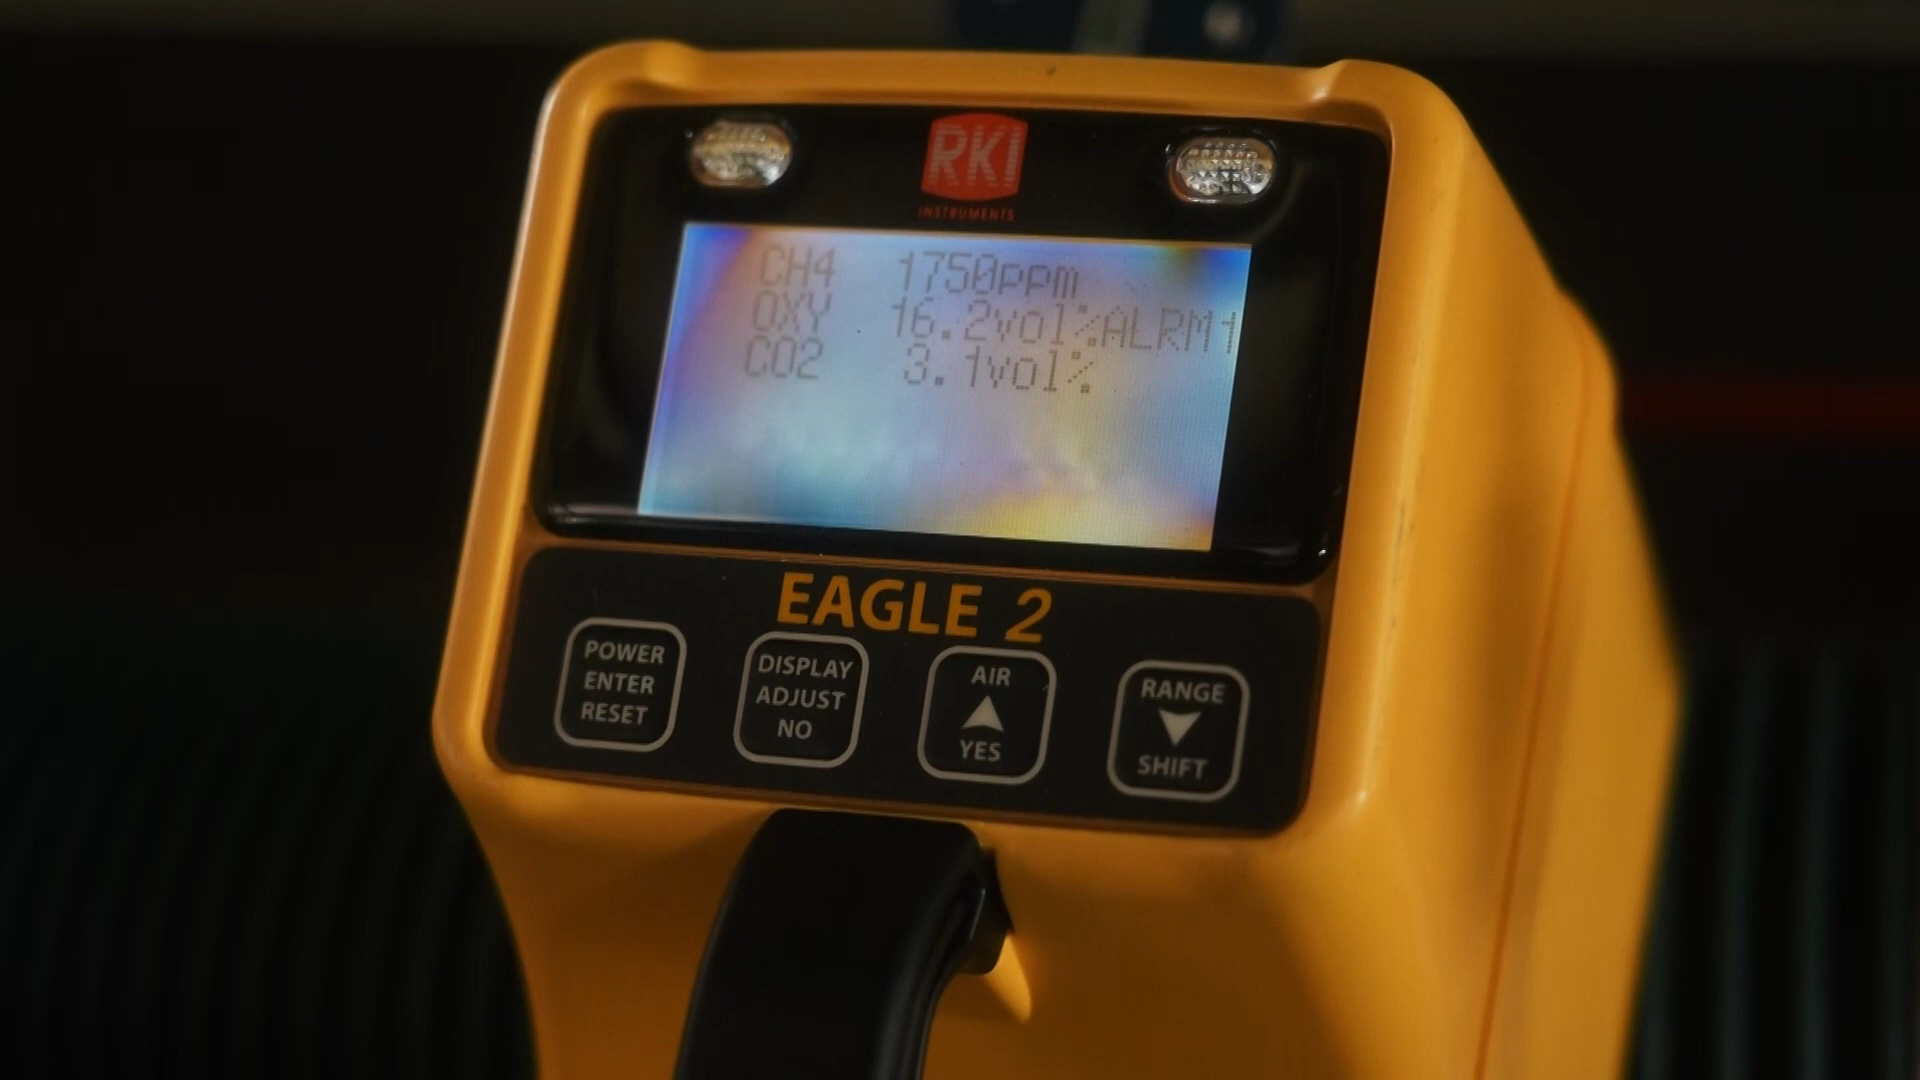 RKI
INSTRUMENTS
CH4 1750ppm
OXY 16.2vol% ALRM1
CO2 3.1vol%
EAGLE 2
POWER
ENTER
RESET
DISPLAY
ADJUST
NO
AIR
YES
RANGE
SHIFT